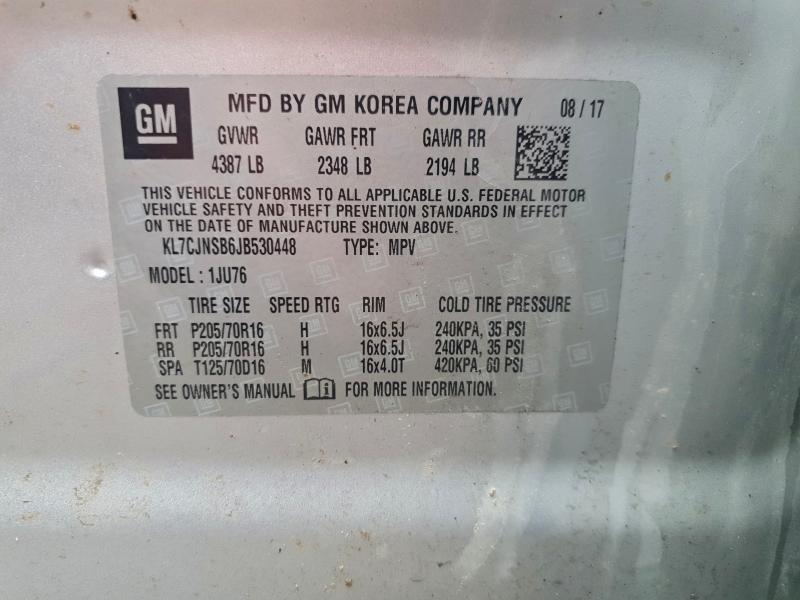 GM
MFD BY GM KOREA COMPANY 08 / 17
GVWR GAWR FRT GAWR RR
4387 LB 2348 LB 2194 LB
THIS VEHICLE CONFORMS TO ALL APPLICABLE U.S. FEDERAL MOTOR
VEHICLE SAFETY AND THEFT PREVENTION STANDARDS IN EFFECT
ON THE DATE OF MANUFACTURE SHOWN ABOVE.
KL7CJNSB6JB530448 TYPE: MPV
MODEL : 1JU76
TIRE SIZE SPEED RTG RIM COLD TIRE PRESSURE
FRT P205/70R16 H 16x6.5J 240KPA, 35 PSI
RR P205/70R16 H 16x6.5J 240KPA, 35 PSI
SPA T125/70D16 M 16x4.0T 420KPA, 60 PSI
SEE OWNER'S MANUAL i FOR MORE INFORMATION.